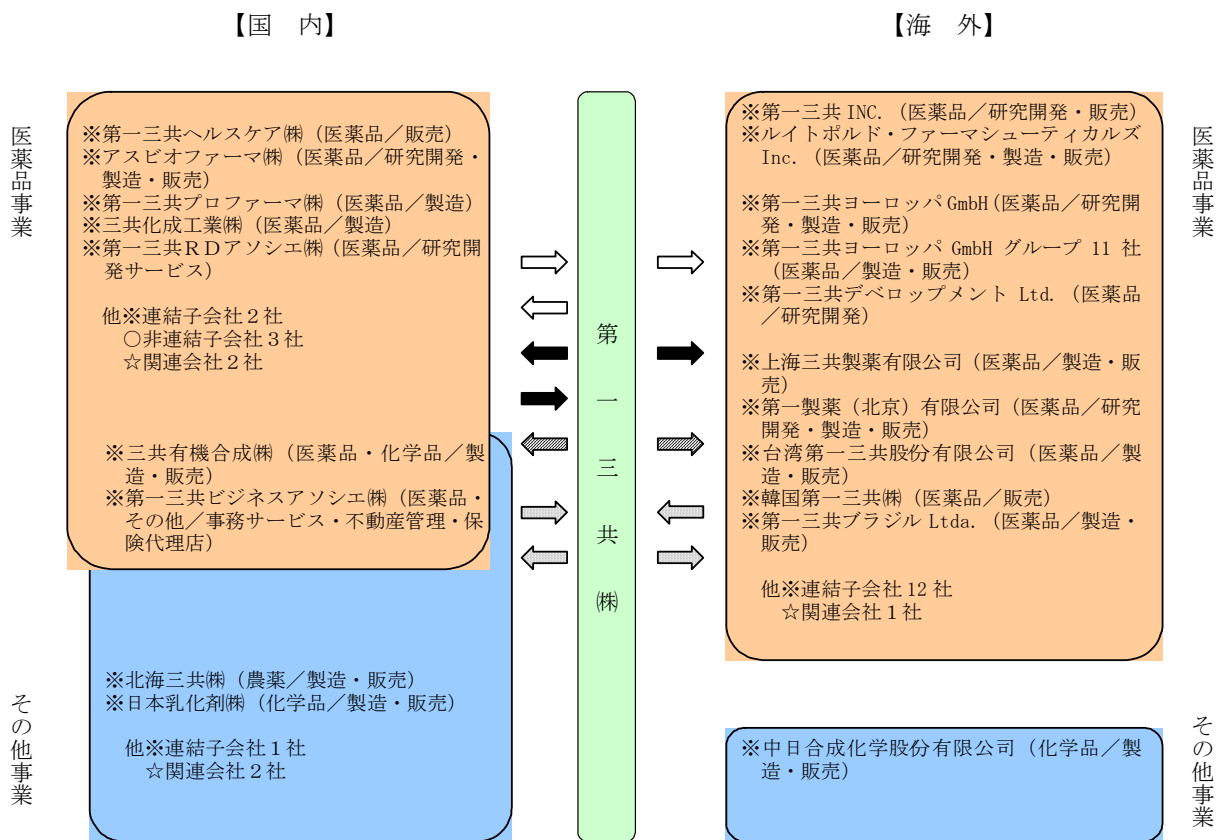 【国　内】
【海　外】
医薬品事業
※第一三共ヘルスケア㈱（医薬品／販売）
※アスビオファーマ㈱（医薬品／研究開発・
製造・販売）
※第一三共プロファーマ㈱（医薬品／製造）
※三共化成工業㈱（医薬品／製造）
※第一三共ＲＤアソシエ㈱（医薬品／研究開
発サービス）
他※連結子会社２社
○非連結子会社３社
☆関連会社２社
※三共有機合成㈱（医薬品・化学品／製
造・販売）
※第一三共ビジネスアソシエ㈱（医薬品・
その他／事務サービス・不動産管理・保
険代理店）
その他事業
※北海三共㈱（農薬／製造・販売）
※日本乳化剤㈱（化学品／製造・販売）
他※連結子会社１社
☆関連会社２社
第一三共㈱
医薬品事業
※第一三共 INC.（医薬品／研究開発・販売）
※ルイトポルド・ファーマシューティカルズ
Inc.（医薬品／研究開発・製造・販売）
※第一三共ヨーロッパ GmbH（医薬品／研究開
発・製造・販売）
※第一三共ヨーロッパ GmbH グループ 11 社
（医薬品／製造・販売）
※第一三共デベロップメント Ltd.（医薬品
／研究開発）
※上海三共製薬有限公司（医薬品／製造・販
売）
※第一製薬（北京）有限公司（医薬品／研究
開発・製造・販売）
※台湾第一三共股份有限公司（医薬品／製
造・販売）
※韓国第一三共㈱（医薬品／販売）
※第一三共ブラジル Ltda.（医薬品／製造・
販売）
他※連結子会社 12 社
☆関連会社１社
その他事業
※中日合成化学股份有限公司（化学品／製
造・販売）